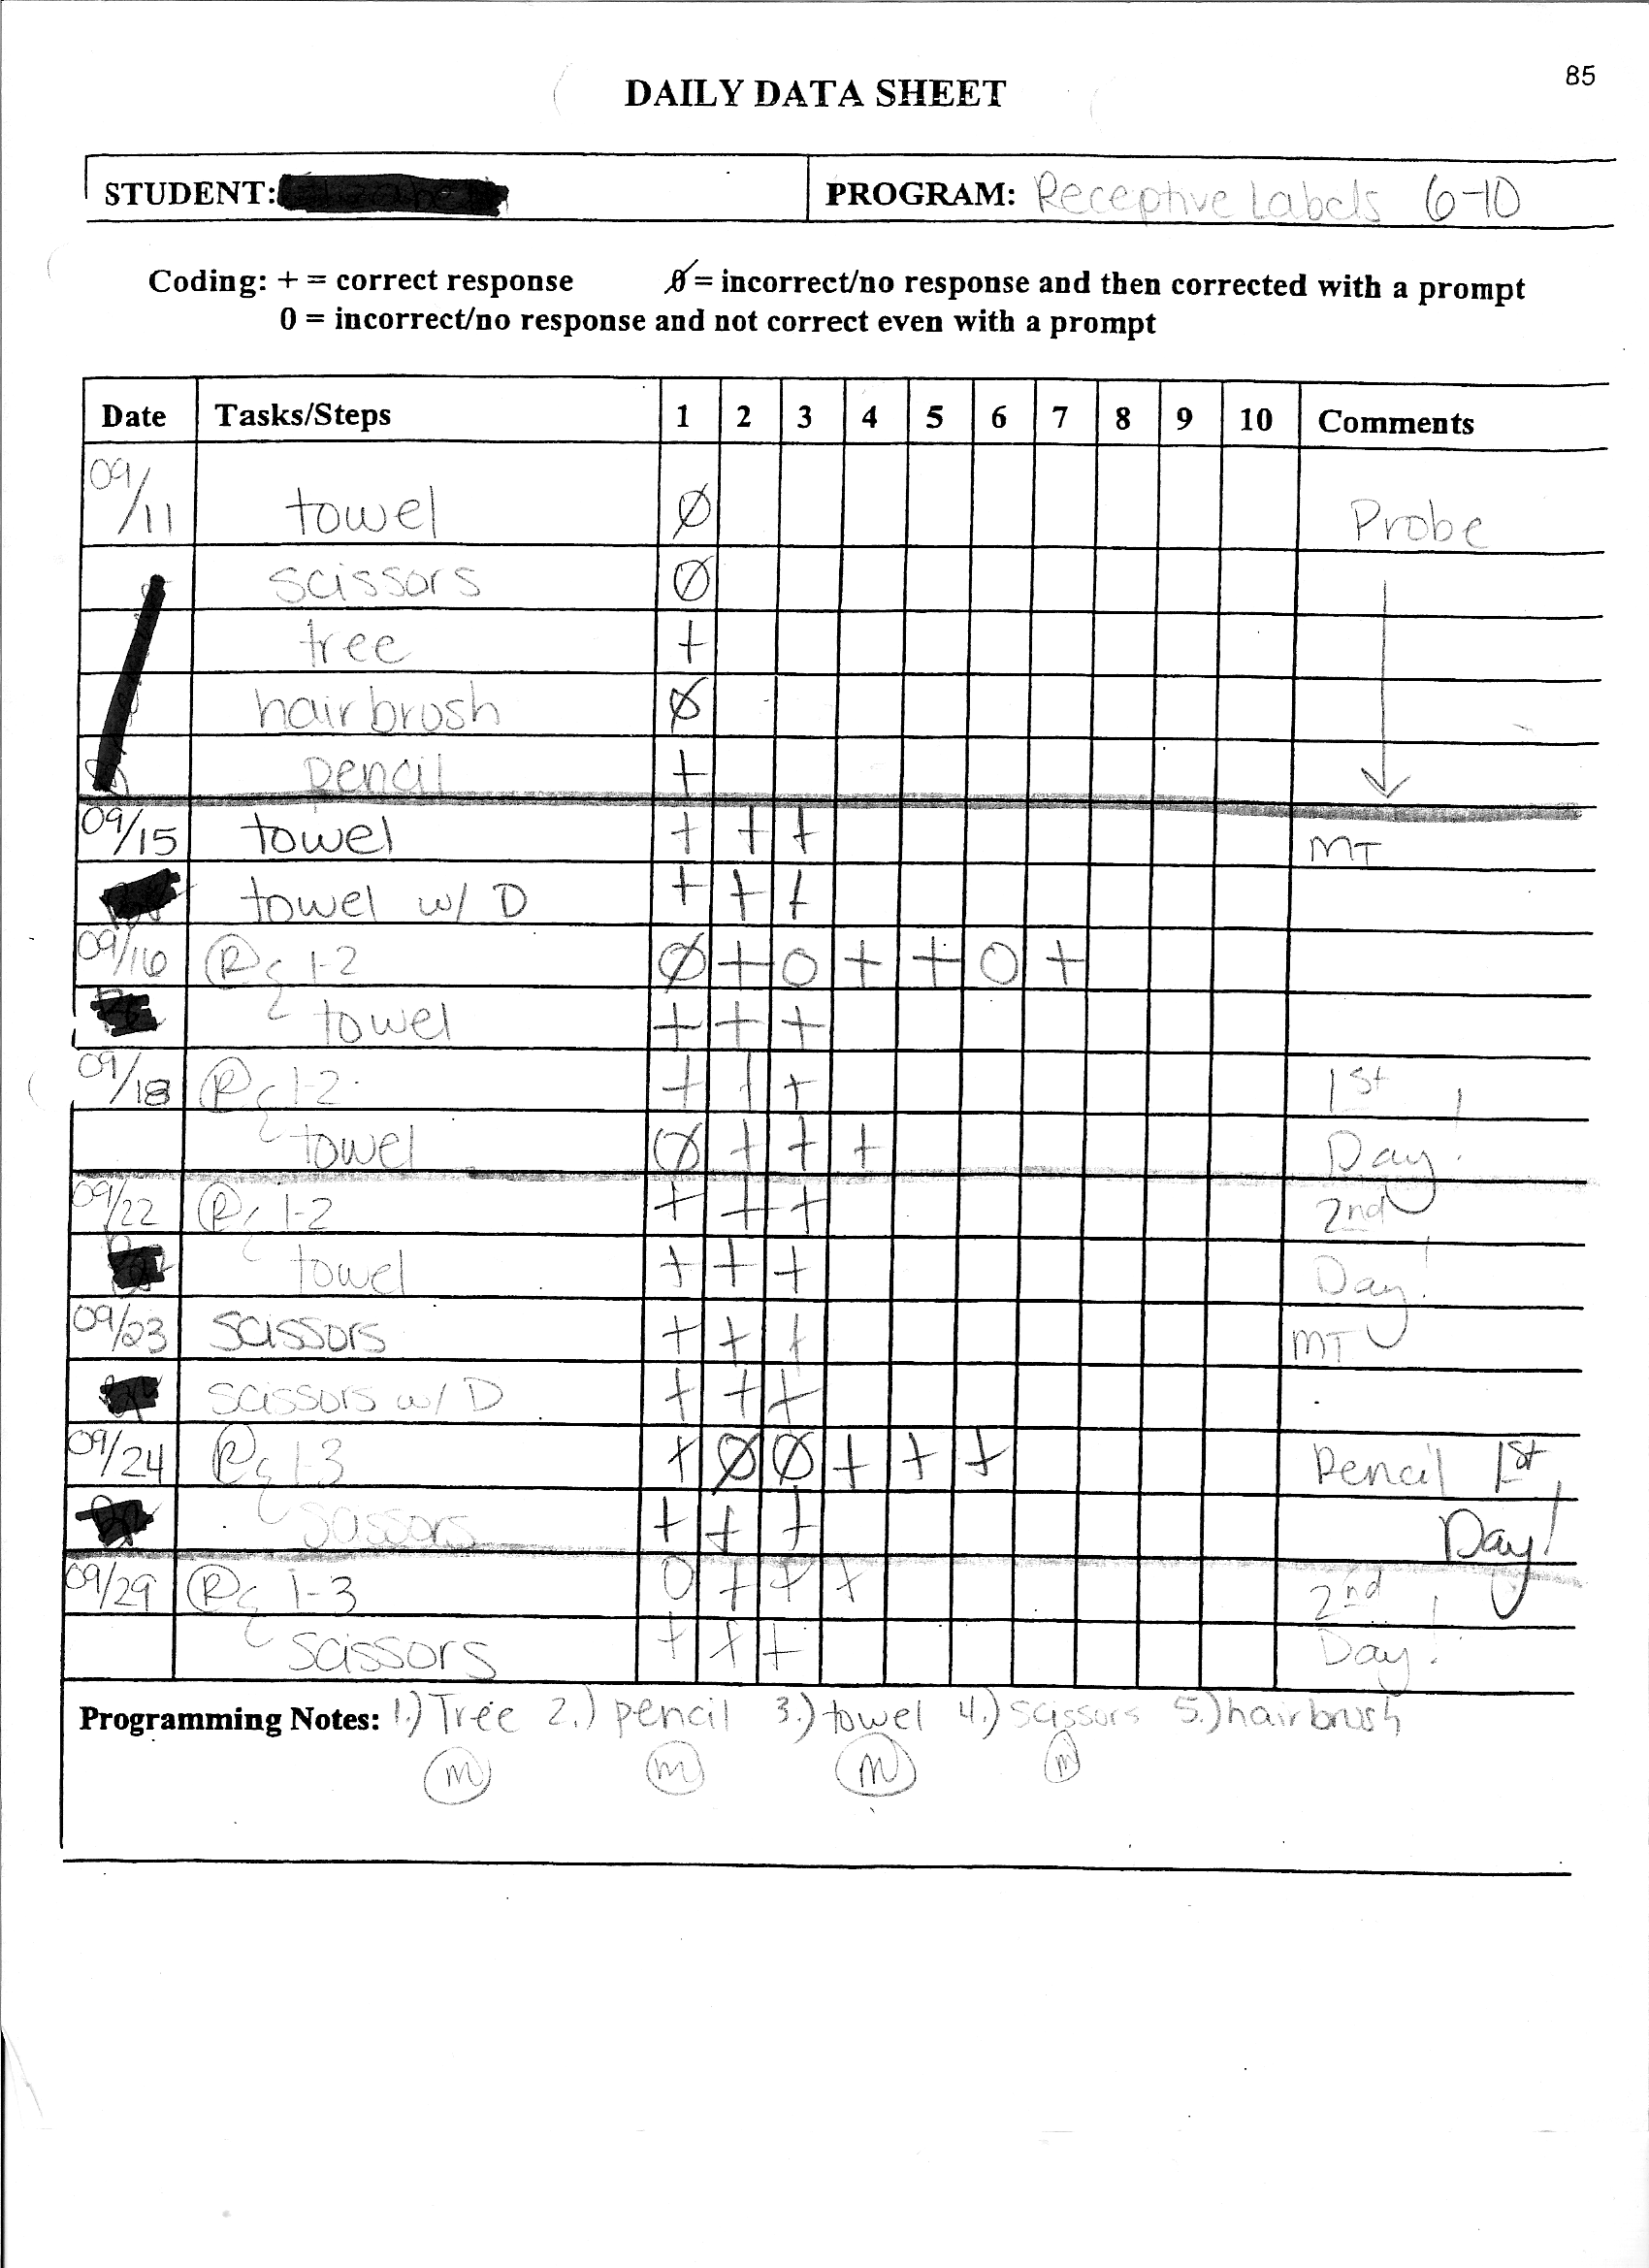 85
DAILY DATA SHEET
STUDENT: PROGRAM: Receptive Labels 6-10
Coding: + = correct response Ø = incorrect/no response and then corrected with a prompt
0 = incorrect/no response and not correct even with a prompt
Date Tasks/Steps 1 2 3 4 5 6 7 8 9 10 Comments
09/11 towel Ø Probe
scissors Ø
tree +
hairbrush Ø
pencil +
09/15 towel + + + MT
towel w/ D + + +
09/16 Ⓡ 1-2 Ø + 0 + + 0 +
towel + + +
09/18 Ⓡ 1-2 + + + 1st
towel Ø + + + Day!
09/22 Ⓡ 1-2 + + + 2nd
towel + + + Day!
09/23 scissors + + + MT
scissors w/ D + + +
09/24 Ⓡ 1-3 + Ø Ø + + + Pencil 1st
scissors + + + Day!
09/29 Ⓡ 1-3 0 + + + 2nd
scissors + + + Day!
Programming Notes: 1.) Tree 2.) pencil 3.) towel 4.) scissors 5.) hairbrush
Ⓜ Ⓜ Ⓜ Ⓜ